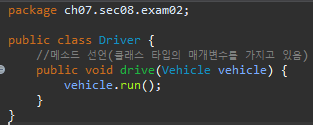 package ch07.sec08.exam02;
public class Driver {
//메소드 선언(클래스 타입의 매개변수를 가지고 있음)
public void drive(Vehicle vehicle) {
vehicle.run();
}
}